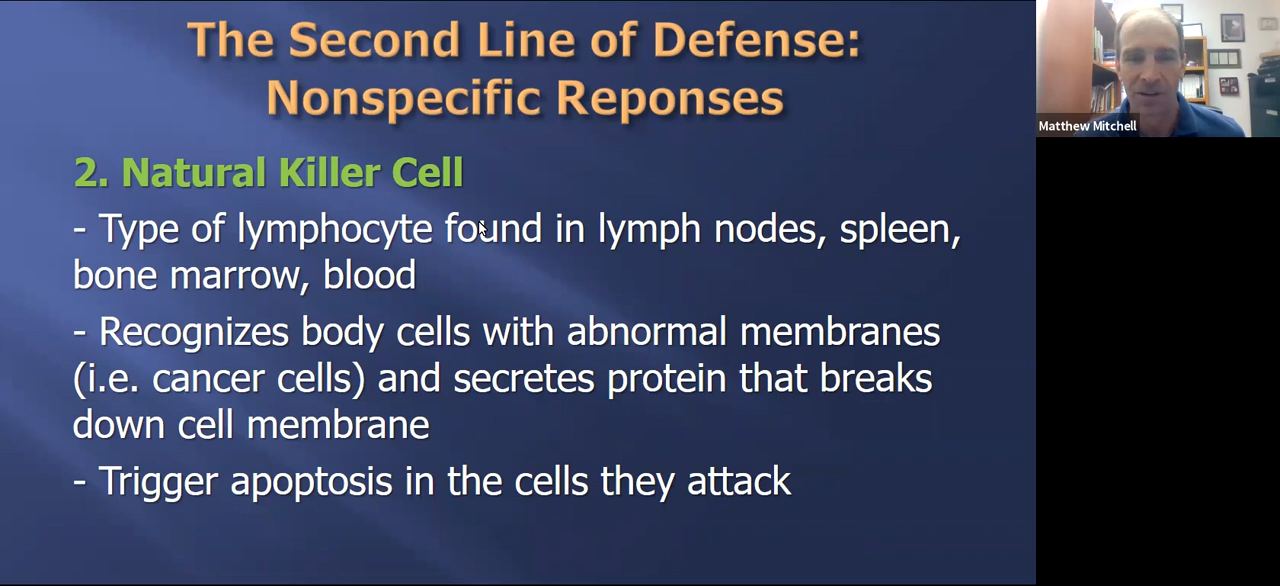 The Second Line of Defense:
Nonspecific Reponses
2. Natural Killer Cell
- Type of lymphocyte found in lymph nodes, spleen,
bone marrow, blood
- Recognizes body cells with abnormal membranes
(i.e. cancer cells) and secretes protein that breaks
down cell membrane
- Trigger apoptosis in the cells they attack
Matthew Mitchell